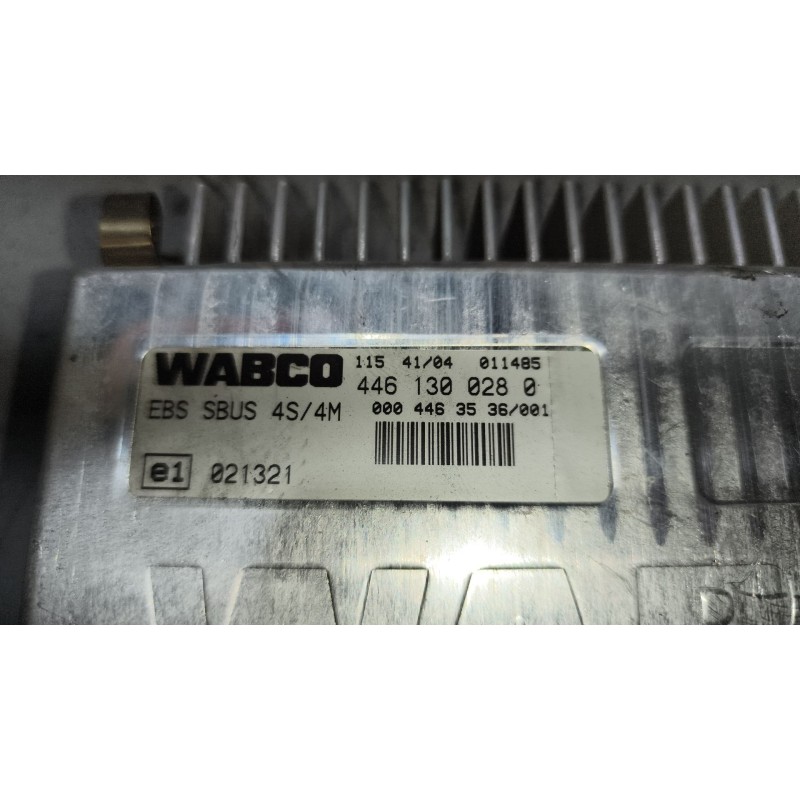 WABCO 115 41/04 011485
446 130 028 0
EBS SBUS 4S/4M 000 446 35 36/001
e1 021321